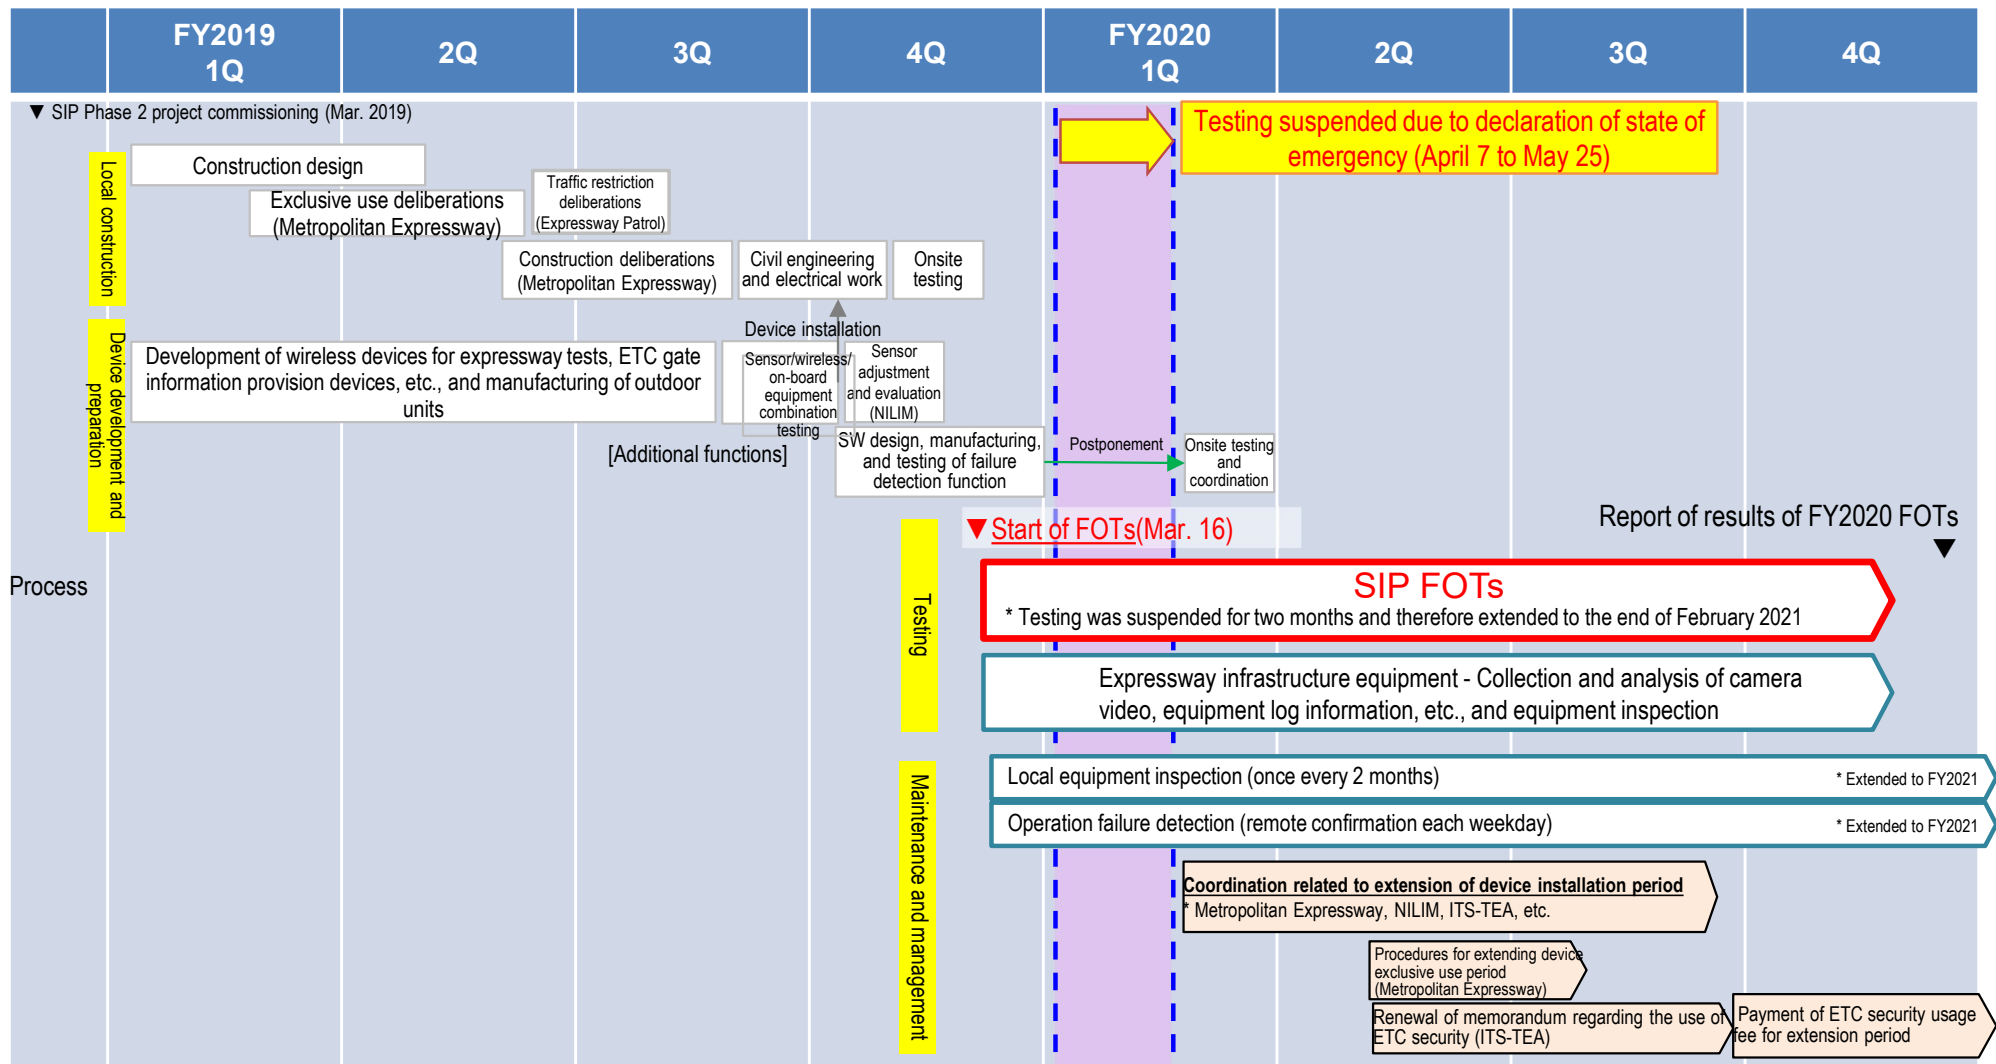 FY2019
1Q
2Q
3Q
4Q
FY2020
1Q
2Q
3Q
4Q
▼ SIP Phase 2 project commissioning (Mar. 2019)
Testing suspended due to declaration of state of
emergency (April 7 to May 25)
Local construction
Construction design
Exclusive use deliberations
(Metropolitan Expressway)
Traffic restriction
deliberations
(Expressway Patrol)
Construction deliberations
(Metropolitan Expressway)
Civil engineering
and electrical work
Onsite
testing
Device development and
preparation
Device installation
Development of wireless devices for expressway tests, ETC gate
information provision devices, etc., and manufacturing of outdoor
units
Sensor/wireless/
on-board
equipment
combination
testing
Sensor
adjustment
and evaluation
(NILIM)
[Additional functions]
SW design, manufacturing,
and testing of failure
detection function
Postponement
Onsite testing
and
coordination
▼Start of FOTs(Mar. 16)
Report of results of FY2020 FOTs
▼
Process
Testing
SIP FOTs
* Testing was suspended for two months and therefore extended to the end of February 2021
Expressway infrastructure equipment - Collection and analysis of camera
video, equipment log information, etc., and equipment inspection
Maintenance and management
Local equipment inspection (once every 2 months)
* Extended to FY2021
Operation failure detection (remote confirmation each weekday)
* Extended to FY2021
Coordination related to extension of device installation period
* Metropolitan Expressway, NILIM, ITS-TEA, etc.
Procedures for extending device
exclusive use period
(Metropolitan Expressway)
Renewal of memorandum regarding the use of
ETC security (ITS-TEA)
Payment of ETC security usage
fee for extension period